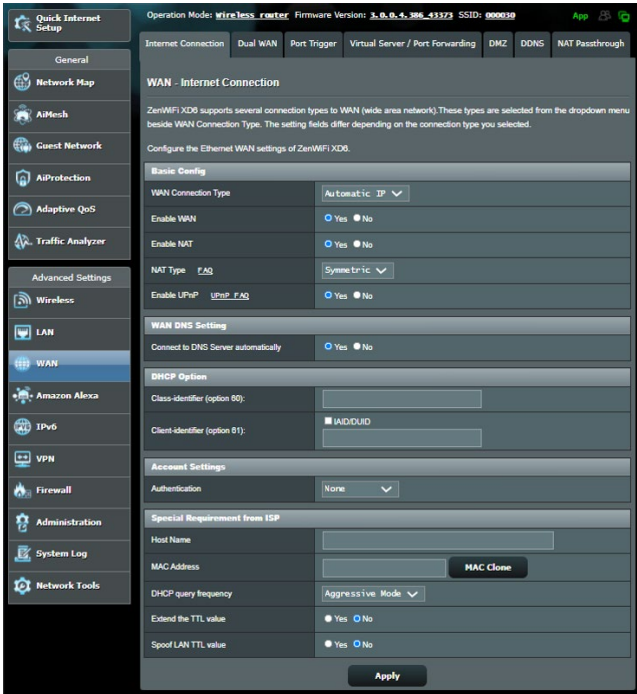 Quick Internet
Setup
General
Network Map
AiMesh
Guest Network
AiProtection
Adaptive QoS
Traffic Analyzer
Advanced Settings
Wireless
LAN
WAN
Amazon Alexa
IPv6
VPN
Firewall
Administration
System Log
Network Tools
Operation Mode: Wireless router Firmware Version: 3.0.0.4.386_43373 SSID: 000030 App
Internet Connection Dual WAN Port Trigger Virtual Server / Port Forwarding DMZ DDNS NAT Passthrough
WAN - Internet Connection
ZenWiFi XD6 supports several connection types to WAN (wide area network).These types are selected from the dropdown menu
beside WAN Connection Type. The setting fields differ depending on the connection type you selected.
Configure the Ethernet WAN settings of ZenWiFi XD6.
Basic Config
WAN Connection Type Automatic IP
Enable WAN Yes No
Enable NAT Yes No
NAT Type FAQ Symmetric
Enable UPnP UPnP FAQ Yes No
WAN DNS Setting
Connect to DNS Server automatically Yes No
DHCP Option
Class-identifier (option 60):
Client-identifier (option 61): IAID/DUID
Account Settings
Authentication None
Special Requirement from ISP
Host Name
MAC Address MAC Clone
DHCP query frequency Aggressive Mode
Extend the TTL value Yes No
Spoof LAN TTL value Yes No
Apply